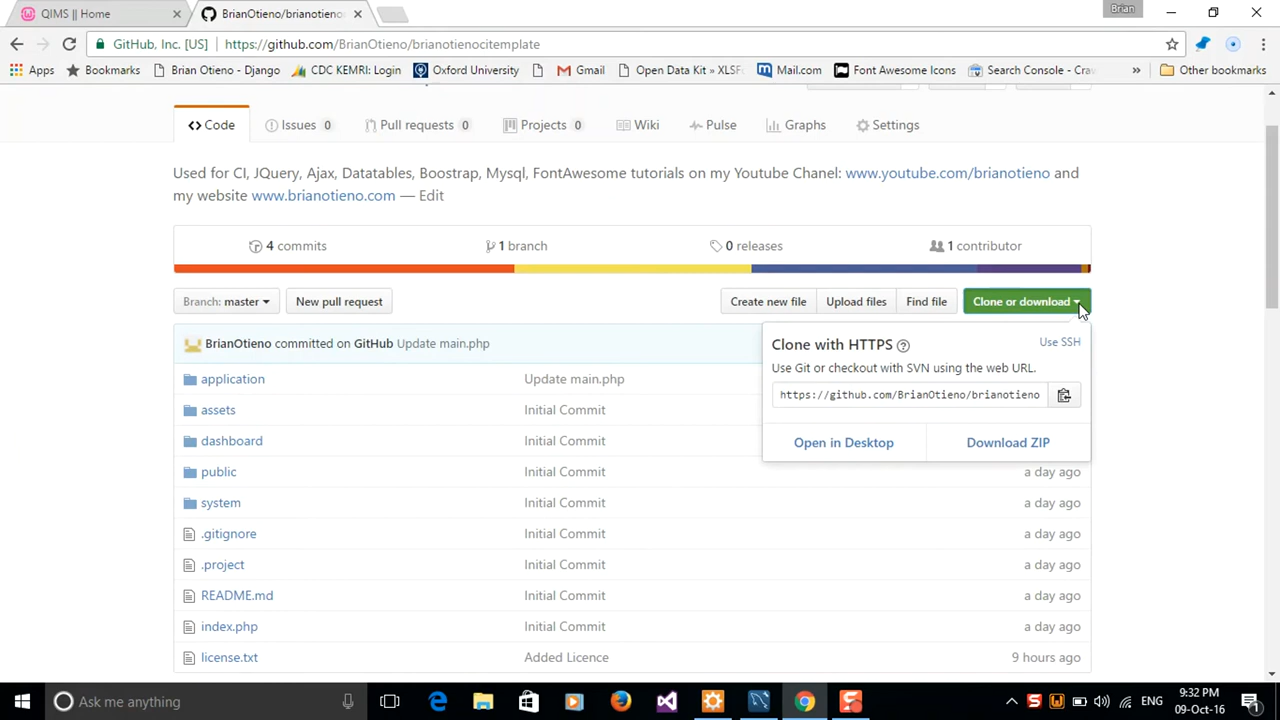 QIMS || Home
BrianOtieno/brianotieno
Brian
GitHub, Inc. [US]
https://github.com/BrianOtieno/brianotienocitemplate
Apps
Bookmarks
Brian Otieno - Django
CDC KEMRI: Login
Oxford University
Gmail
Open Data Kit » XLSF
Mail.com
Font Awesome Icons
Search Console - Cra
»
Other bookmarks
<> Code
Issues 0
Pull requests 0
Projects 0
Wiki
Pulse
Graphs
Settings
Used for CI, JQuery, Ajax, Datatables, Boostrap, Mysql, FontAwesome tutorials on my Youtube Chanel: www.youtube.com/brianotieno and
my website www.brianotieno.com — Edit
4 commits
1 branch
0 releases
1 contributor
Branch: master
New pull request
Create new file
Upload files
Find file
Clone or download
BrianOtieno committed on GitHub Update main.php
Clone with HTTPS
Use SSH
Use Git or checkout with SVN using the web URL.
https://github.com/BrianOtieno/brianotieno
Open in Desktop
Download ZIP
application
Update main.php
assets
Initial Commit
dashboard
Initial Commit
public
Initial Commit
a day ago
system
Initial Commit
a day ago
.gitignore
Initial Commit
a day ago
.project
Initial Commit
a day ago
README.md
Initial Commit
a day ago
index.php
Initial Commit
a day ago
license.txt
Added Licence
9 hours ago
Ask me anything
ENG
9:32 PM
09-Oct-16